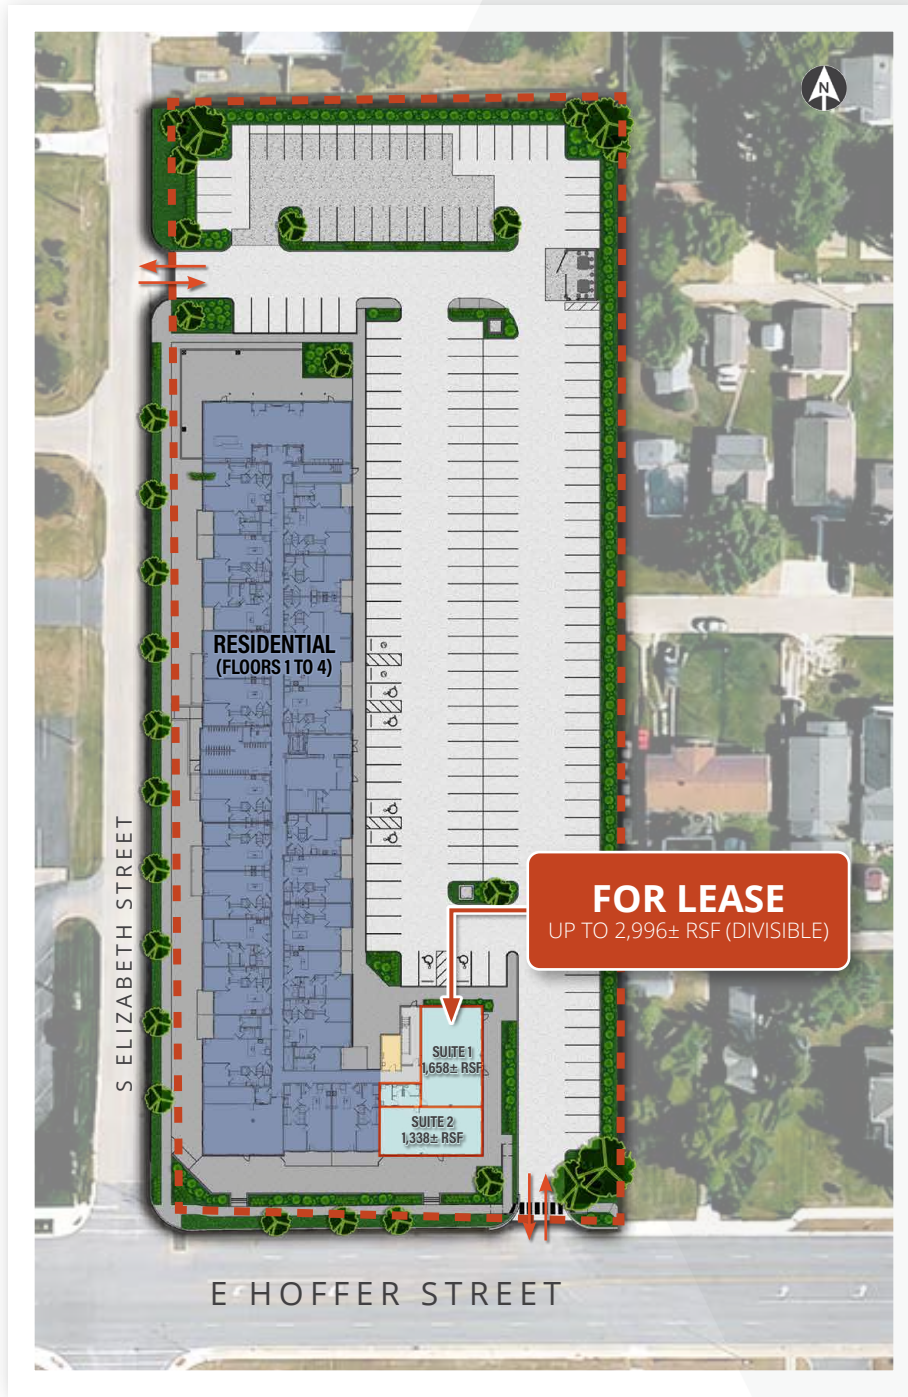 N
RESIDENTIAL
(FLOORS 1 TO 4)
S ELIZABETH STREET
FOR LEASE
UP TO 2,996± RSF (DIVISIBLE)
SUITE 1
1,658± RSF
SUITE 2
1,338± RSF
E HOFFER STREET